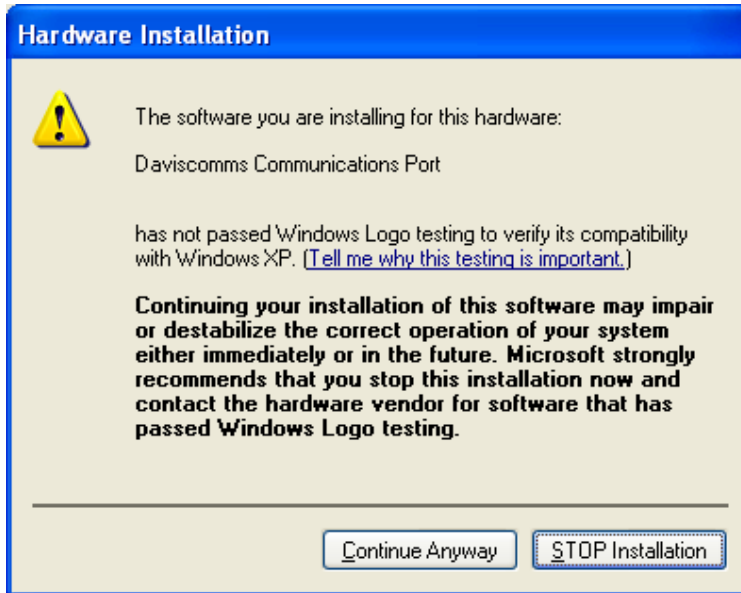 Hardware Installation
The software you are installing for this hardware:
Daviscomms Communications Port
has not passed Windows Logo testing to verify its compatibility
with Windows XP. (Tell me why this testing is important.)
Continuing your installation of this software may impair
or destabilize the correct operation of your system
either immediately or in the future. Microsoft strongly
recommends that you stop this installation now and
contact the hardware vendor for software that has
passed Windows Logo testing.
Continue Anyway
STOP Installation